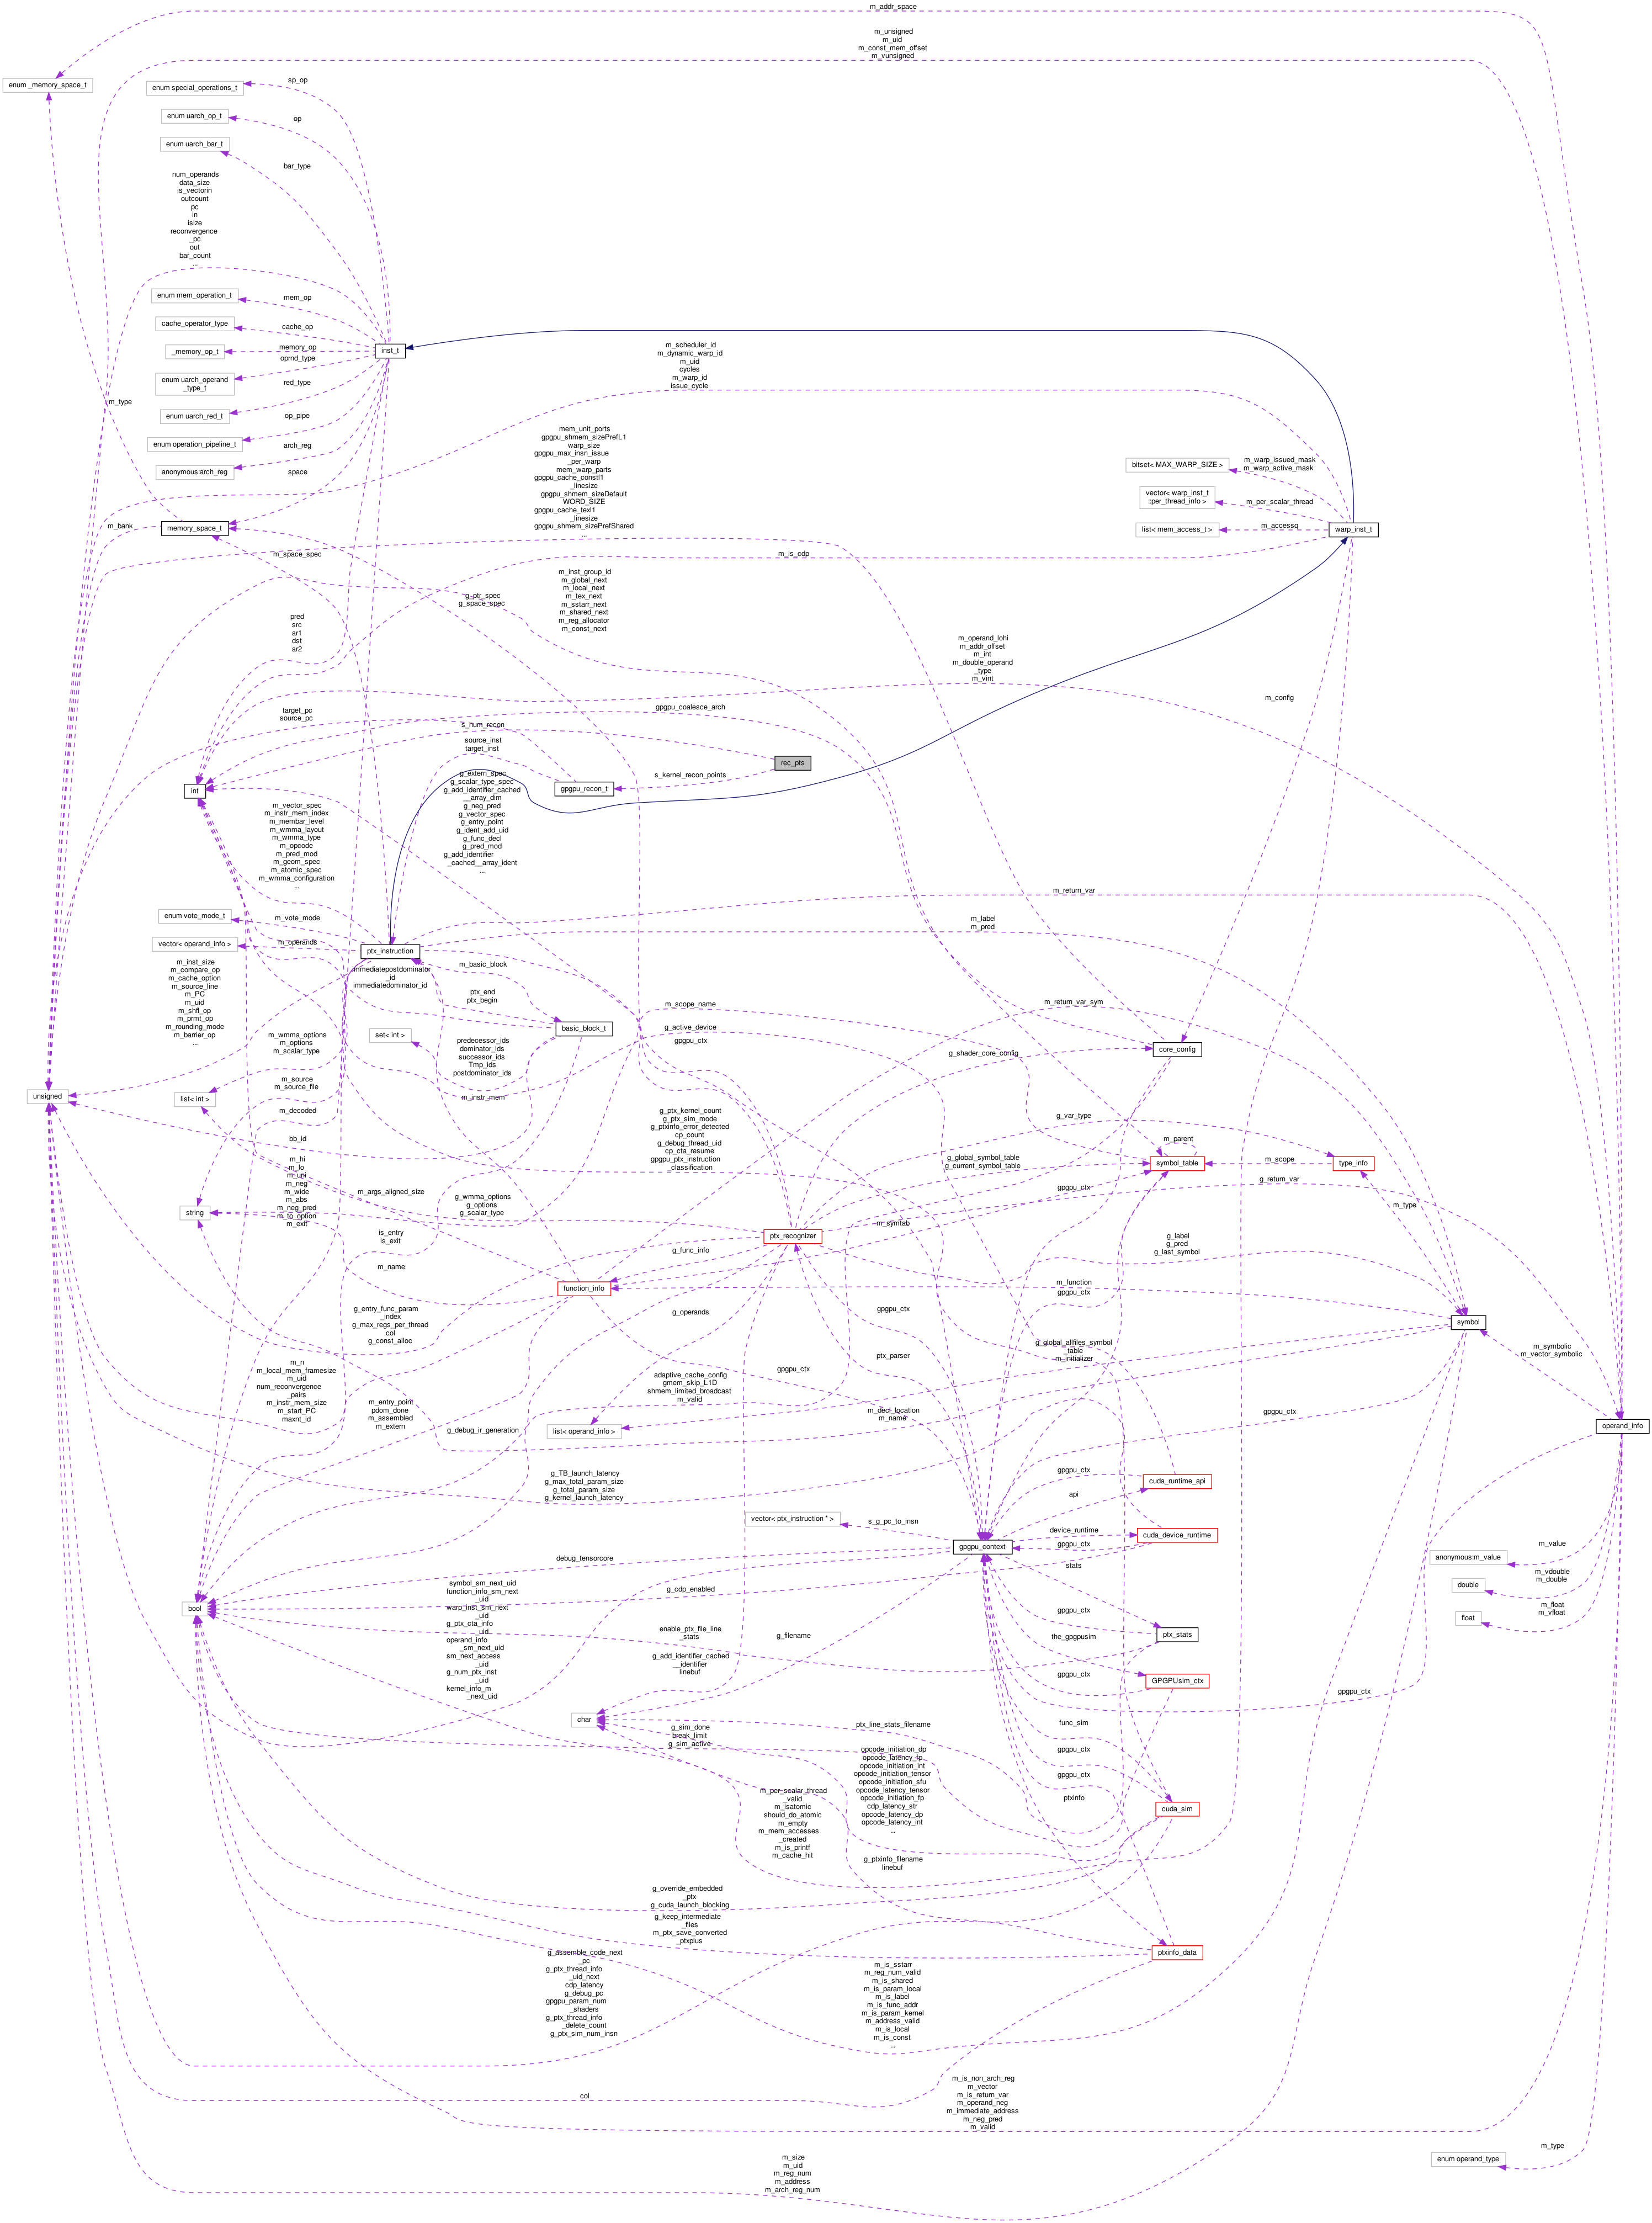 m_addr_space
m_unsigned
m_uid
m_const_mem_offset
m_vunsigned
enum _memory_space_t
sp_op
enum special_operations_t
op
enum uarch_op_t
enum uarch_bar_t
bar_type
num_operands
data_size
is_vectorin
outcount
pc
in
isize
reconvergence
_pc
out
bar_count
...
enum mem_operation_t
mem_op
cache_operator_type
cache_op
_memory_op_t
memory_op
inst_t
oprnd_type
enum uarch_operand
_type_t
red_type
m_type
enum uarch_red_t
op_pipe
enum operation_pipeline_t
arch_reg
anonymous:arch_reg
space
m_scheduler_id
m_dynamic_warp_id
m_uid
cycles
m_warp_id
issue_cycle
mem_unit_ports
gpgpu_shmem_sizePrefL1
warp_size
gpgpu_max_insn_issue
_per_warp
mem_warp_parts
gpgpu_cache_constl1
_linesize
gpgpu_shmem_sizeDefault
WORD_SIZE
gpgpu_cache_texl1
_linesize
gpgpu_shmem_sizePrefShared
...
bitset< MAX_WARP_SIZE >
m_warp_issued_mask
m_warp_active_mask
vector< warp_inst_t
::per_thread_info >
m_per_scalar_thread
list< mem_access_t >
m_accessq
warp_inst_t
m_bank
memory_space_t
m_space_spec
m_is_cdp
g_ptr_spec
g_space_spec
m_inst_group_id
m_global_next
m_local_next
m_tex_next
m_sstarr_next
m_shared_next
m_reg_allocator
m_const_next
pred
src
ar1
dst
ar2
m_operand_lohi
m_addr_offset
m_int
m_double_operand
_type
m_vint
m_config
target_pc
source_pc
gpgpu_coalesce_arch
s_num_recon
source_inst
target_inst
rec_pts
s_kernel_recon_points
gpgpu_recon_t
int
g_extern_spec
g_scalar_type_spec
g_add_identifier_cached
__array_dim
g_neg_pred
g_vector_spec
g_entry_point
g_ident_add_uid
g_func_decl
g_pred_mod
g_add_identifier
_cached__array_ident
...
m_vector_spec
m_instr_mem_index
m_membar_level
m_wmma_layout
m_wmma_type
m_opcode
m_pred_mod
m_geom_spec
m_atomic_spec
m_wmma_configuration
...
m_return_var
enum vote_mode_t
m_vote_mode
m_label
m_pred
vector< operand_info >
m_operands
ptx_instruction
m_inst_size
m_compare_op
m_cache_option
m_source_line
m_PC
m_uid
m_shfl_op
m_prmt_op
m_rounding_mode
m_barrier_op
...
immediatepostdominator
_id
immediatedominator_id
m_basic_block
ptx_end
ptx_begin
m_scope_name
m_return_var_sym
set< int >
basic_block_t
g_active_device
gpgpu_ctx
m_wmma_options
m_options
m_scalar_type
predecessor_ids
dominator_ids
successor_ids
Tmp_ids
postdominator_ids
g_shader_core_config
core_config
m_source
m_source_file
unsigned
list< int >
m_instr_mem
m_decoded
g_ptx_kernel_count
g_ptx_sim_mode
g_ptxinfo_error_detected
cp_count
g_debug_thread_uid
cp_cta_resume
gpgpu_ptx_instruction
_classification
g_var_type
bb_id
m_parent
g_global_symbol_table
g_current_symbol_table
symbol_table
m_scope
type_info
m_hi
m_lo
m_uni
m_neg
m_wide
m_abs
m_neg_pred
m_to_option
m_exit
m_args_aligned_size
gpgpu_ctx
g_return_var
g_wmma_options
g_options
g_scalar_type
string
m_symtab
m_type
is_entry
is_exit
ptx_recognizer
g_label
g_pred
g_last_symbol
g_func_info
m_name
function_info
m_function
gpgpu_ctx
g_entry_func_param
_index
g_max_regs_per_thread
col
g_const_alloc
g_operands
gpgpu_ctx
symbol
g_global_allfiles_symbol
_table
m_initializer
m_symbolic
m_vector_symbolic
ptx_parser
m_n
m_local_mem_framesize
m_uid
num_reconvergence
_pairs
m_instr_mem_size
m_start_PC
maxnt_id
gpgpu_ctx
adaptive_cache_config
gmem_skip_L1D
shmem_limited_broadcast
m_valid
m_entry_point
pdom_done
m_assembled
m_extern
m_decl_location
m_name
gpgpu_ctx
operand_info
g_debug_ir_generation
list< operand_info >
g_TB_launch_latency
g_max_total_param_size
g_total_param_size
g_kernel_launch_latency
gpgpu_ctx
cuda_runtime_api
api
vector< ptx_instruction * >
s_g_pc_to_insn
device_runtime
cuda_device_runtime
gpgpu_context
gpgpu_ctx
m_value
anonymous:m_value
debug_tensorcore
stats
m_vdouble
m_double
double
symbol_sm_next_uid
function_info_sm_next
_uid
warp_inst_sm_next
_uid
g_ptx_cta_info
_uid
operand_info
_sm_next_uid
sm_next_access
_uid
g_num_ptx_inst
_uid
kernel_info_m
_next_uid
g_cdp_enabled
bool
gpgpu_ctx
m_float
m_vfloat
float
enable_ptx_file_line
_stats
g_filename
ptx_stats
the_gpgpusim
g_add_identifier_cached
__identifier
linebuf
gpgpu_ctx
GPGPUsim_ctx
gpgpu_ctx
char
g_sim_done
break_limit
g_sim_active
ptx_line_stats_filename
func_sim
gpgpu_ctx
opcode_initiation_dp
opcode_latency_fp
opcode_initiation_int
opcode_initiation_tensor
opcode_initiation_sfu
opcode_latency_tensor
opcode_initiation_fp
cdp_latency_str
opcode_latency_dp
opcode_latency_int
...
gpgpu_ctx
ptxinfo
cuda_sim
m_per_scalar_thread
_valid
m_isatomic
should_do_atomic
m_empty
m_mem_accesses
_created
m_is_printf
m_cache_hit
g_ptxinfo_filename
linebuf
g_override_embedded
_ptx
g_cuda_launch_blocking
g_keep_intermediate
_files
m_ptx_save_converted
_ptxplus
ptxinfo_data
g_assemble_code_next
_pc
g_ptx_thread_info
_uid_next
cdp_latency
g_debug_pc
gpgpu_param_num
_shaders
g_ptx_thread_info
_delete_count
g_ptx_sim_num_insn
m_is_sstarr
m_reg_num_valid
m_is_shared
m_is_param_local
m_is_label
m_is_func_addr
m_is_param_kernel
m_address_valid
m_is_local
m_is_const
...
col
m_is_non_arch_reg
m_vector
m_is_return_var
m_operand_neg
m_immediate_address
m_neg_pred
m_valid
m_type
enum operand_type
m_size
m_uid
m_reg_num
m_address
m_arch_reg_num